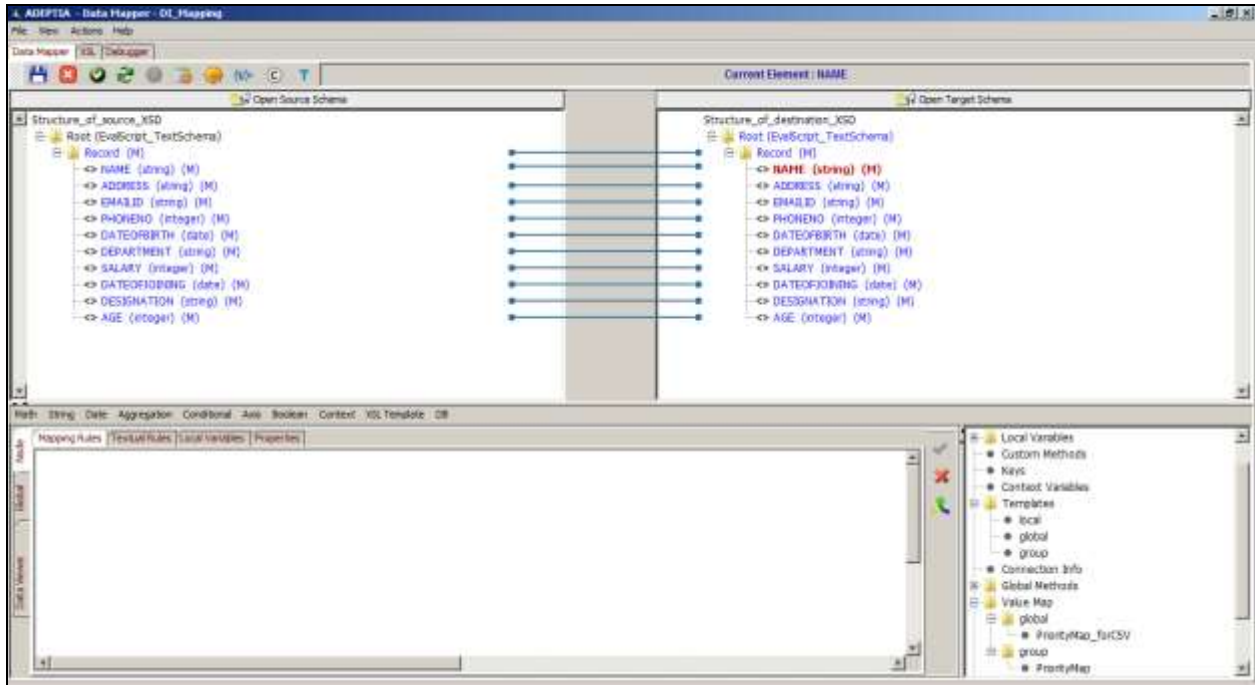 ADEPTIA - Data Mapper - DI_Mapping
File View Actions Help
Data Mapper XSL Debugger
(V)= C T Current Element : NAME
Open Source Schema Open Target Schema
Structure_of_source_XSD
Root (EvalScript_TextSchema)
Record (M)
<> NAME (string) (M)
<> ADDRESS (string) (M)
<> EMAILID (string) (M)
<> PHONENO (integer) (M)
<> DATEOFBIRTH (date) (M)
<> DEPARTMENT (string) (M)
<> SALARY (integer) (M)
<> DATEOFJOINING (date) (M)
<> DESIGNATION (string) (M)
<> AGE (integer) (M)
Structure_of_destination_XSD
Root (EvalScript_TextSchema)
Record (M)
<> NAME (string) (M)
<> ADDRESS (string) (M)
<> EMAILID (string) (M)
<> PHONENO (integer) (M)
<> DATEOFBIRTH (date) (M)
<> DEPARTMENT (string) (M)
<> SALARY (integer) (M)
<> DATEOFJOINING (date) (M)
<> DESIGNATION (string) (M)
<> AGE (integer) (M)
Math String Date Aggregation Conditional Axis Boolean Context XSL Template DB
Mapping Rules Textual Rules Local Variables Properties
Node
Global
Data Viewer
Local Variables
Custom Methods
Keys
Context Variables
Templates
local
global
group
Connection Info
Global Methods
Value Map
global
PriorityMap_forCSV
group
PriorityMap